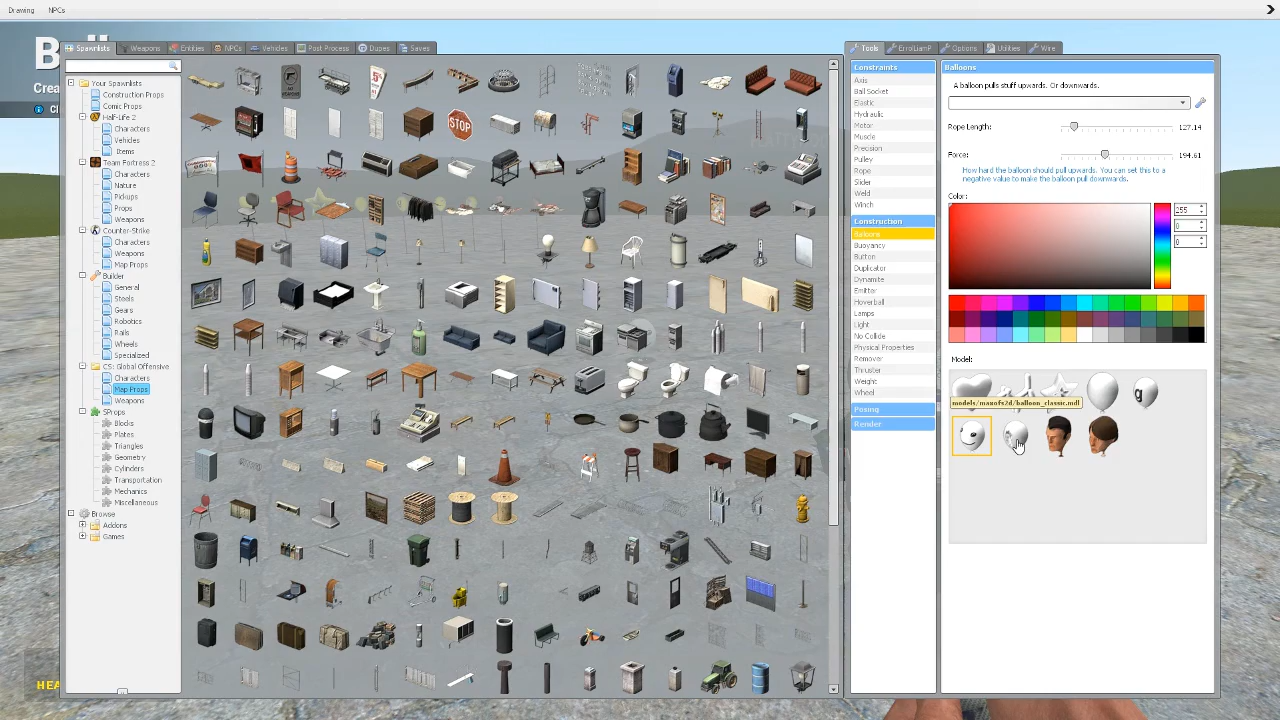 Drawing NPCs
Crea
HEA
Spawnlists Weapons Entities NPCs Vehicles Post Process Dupes Saves
Your Spawnlists
Construction Props
Comic Props
Half-Life 2
Characters
Vehicles
Items
Team Fortress 2
Characters
Nature
Pickups
Props
Weapons
Counter-Strike
Characters
Weapons
Map Props
Builder
General
Steels
Gears
Robotics
Rails
Wheels
Specialized
CS: Global Offensive
Characters
Map Props
Weapons
SProps
Blocks
Plates
Triangles
Geometry
Cylinders
Transportation
Mechanics
Miscellaneous
Browse
Addons
Games
STOP
Tools ErrolLiamP Options Utilities Wire
Constraints
Axis
Ball Socket
Elastic
Hydraulic
Motor
Muscle
Precision
Pulley
Rope
Slider
Weld
Winch
Construction
Balloons
Buoyancy
Button
Duplicator
Dynamite
Emitter
Hoverball
Lamps
Light
No Collide
Physical Properties
Remover
Thruster
Weight
Wheel
Posing
Render
Balloons
A balloon pulls stuff upwards. Or downwards.
Rope Length: 127.14
Force: 194.61
How hard the balloon should pull upwards. You can set this to a
negative value to make the balloon pull downwards.
Color:
255
0
0
Model:
models/maxofs2d/balloon_classic.mdl
g